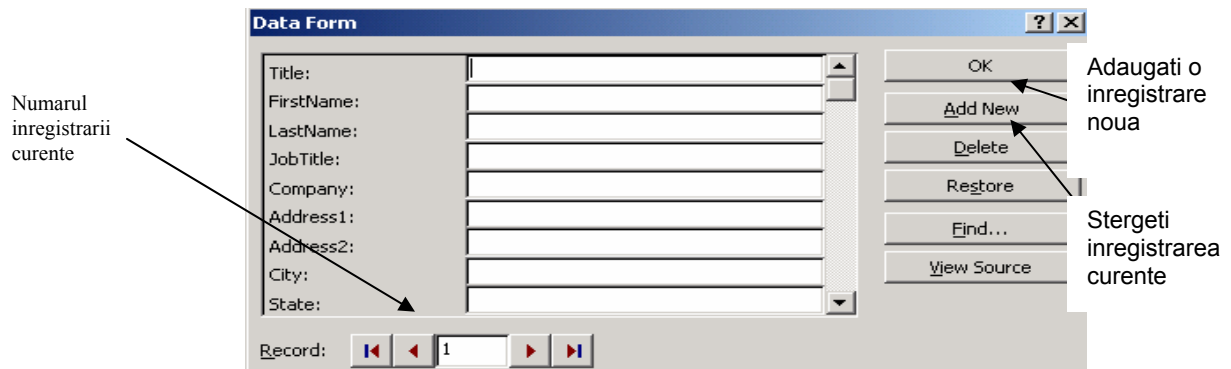 Data Form
Numarul
inregistrarii
curente
Title:
FirstName:
LastName:
JobTitle:
Company:
Address1:
Address2:
City:
State:
Record:
1
OK
Add New
Delete
Restore
Find...
View Source
Adaugati o
inregistrare
noua
Stergeti
inregistrarea
curente